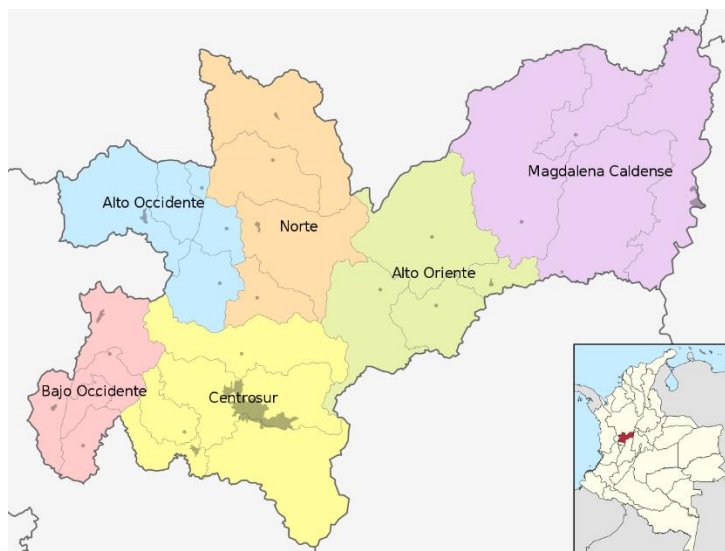 Magdalena Caldense
Alto Occidente
Norte
Alto Oriente
Bajo Occidente
Centrosur